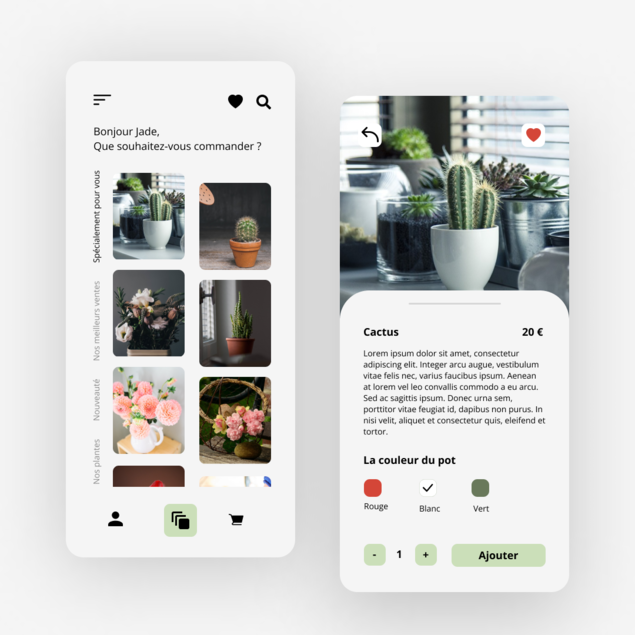 Bonjour Jade,
Que souhaitez-vous commander ?
Spécialement pour vous
Nos meilleurs ventes
Nouveauté
Nos plantes
Cactus
20 €
Lorem ipsum dolor sit amet, consectetur
adipiscing elit. Integer arcu augue, vestibulum
vitae felis nec, varius faucibus ipsum. Aenean
at lorem vel leo convallis commodo a eu arcu.
Sed ac sagittis ipsum. Donec urna sem,
porttitor vitae feugiat id, dapibus non purus. In
nisi velit, aliquet et consectetur quis, eleifend et
tortor.
La couleur du pot
Rouge
Blanc
Vert
- 1 +
Ajouter